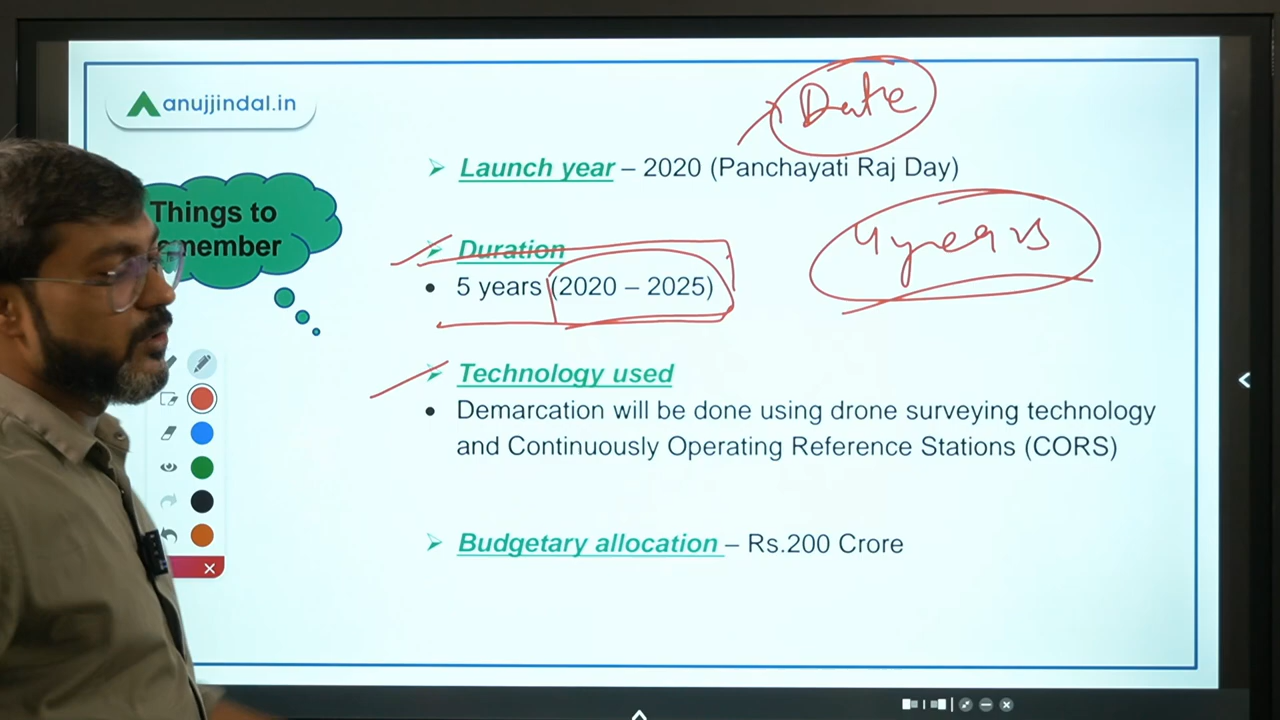 anujjindal.in
Date
Launch year – 2020 (Panchayati Raj Day)
Things to
emember
Duration
4 years
• 5 years (2020 – 2025)
Technology used
• Demarcation will be done using drone surveying technology
and Continuously Operating Reference Stations (CORS)
Budgetary allocation – Rs.200 Crore